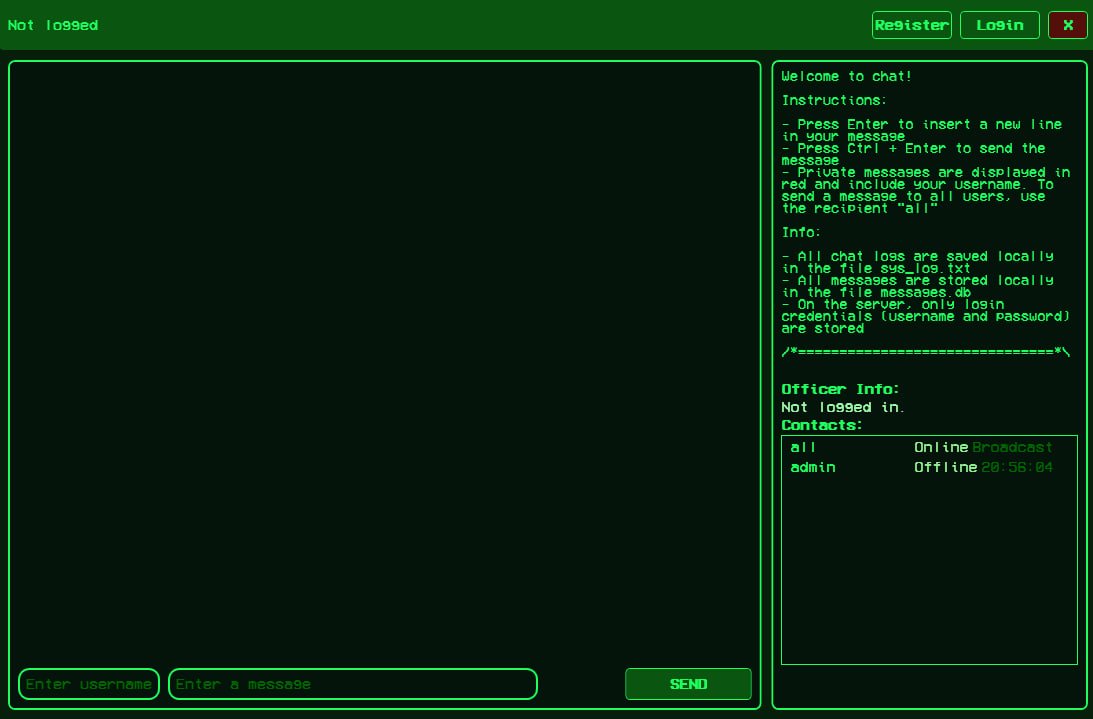 Not logged
Register
Login
X
Welcome to chat!
Instructions:
- Press Enter to insert a new line
in your message
- Press Ctrl + Enter to send the
message
- Private messages are displayed in
red and include your username. To
send a message to all users, use
the recipient "all"
Info:
- All chat logs are saved locally
in the file sys_log.txt
- All messages are stored locally
in the file messages.db
- On the server, only login
credentials (username and password)
are stored
/*===============================*\
Officer Info:
Not logged in.
Contacts:
all Online Broadcast
admin Offline 20:56:04
Enter username
Enter a message
SEND